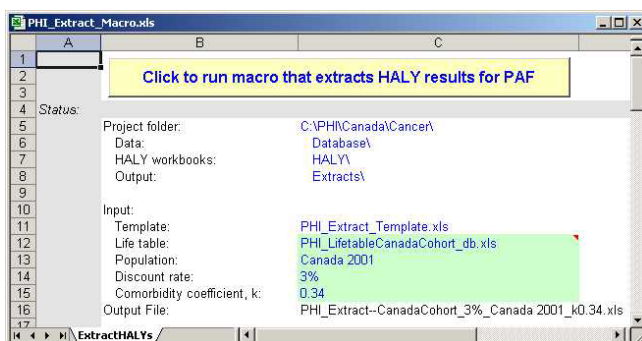 PHI_Extract_Macro.xls
A B C
1
2 Click to run macro that extracts HALY results for PAF
3
4 Status:
5 Project folder: C:\PHI\Canada\Cancer\
6 Data: Database\
7 HALY workbooks: HALY\
8 Output: Extracts\
9
10 Input:
11 Template: PHI_Extract_Template.xls
12 Life table: PHI_LifetableCanadaCohort_db.xls
13 Population: Canada 2001
14 Discount rate: 3%
15 Comorbidity coefficient, k: 0.34
16 Output File: PHI_Extract--CanadaCohort_3%_Canada 2001_k0.34.xls
17
ExtractHALYs